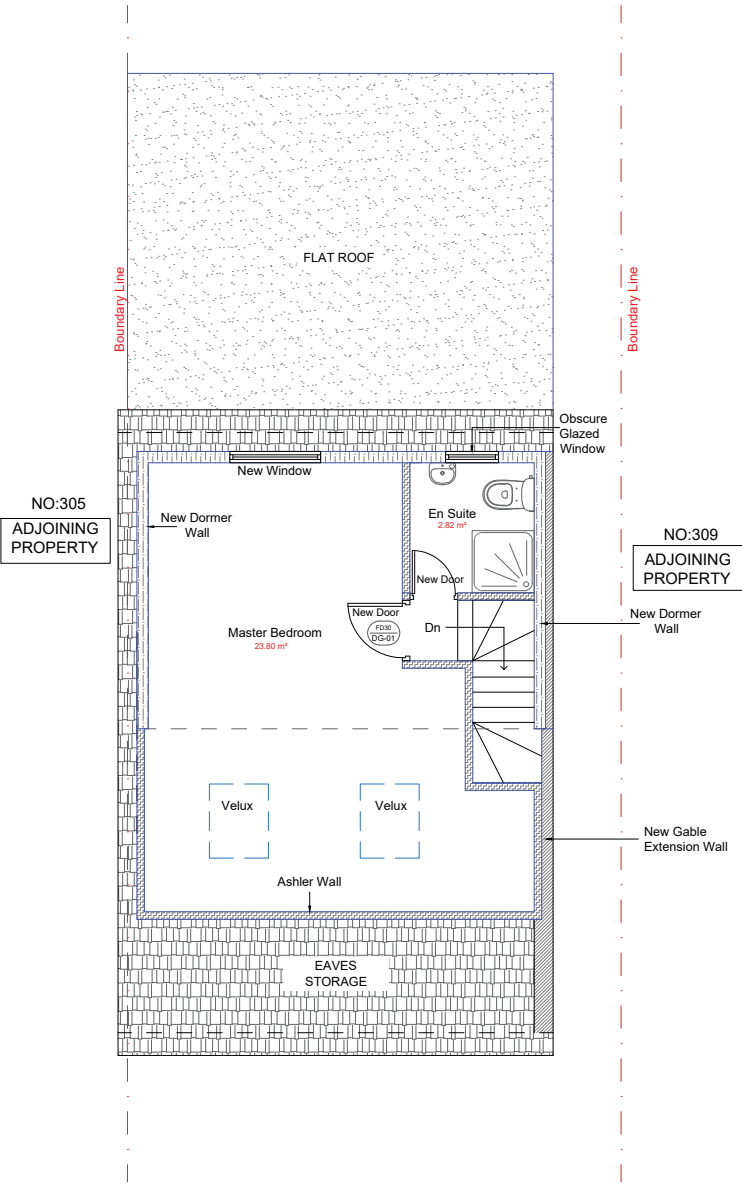 FLAT ROOF
Boundary Line
Boundary Line
Obscure
Glazed
Window
New Window
NO:305
ADJOINING
PROPERTY
New Dormer
Wall
En Suite
2.82 m²
NO:309
ADJOINING
PROPERTY
New Door
New Door
FD30
DG-01
Master Bedroom
23.80 m²
Dn
New Dormer
Wall
Velux
Velux
New Gable
Extension Wall
Ashler Wall
EAVES
STORAGE